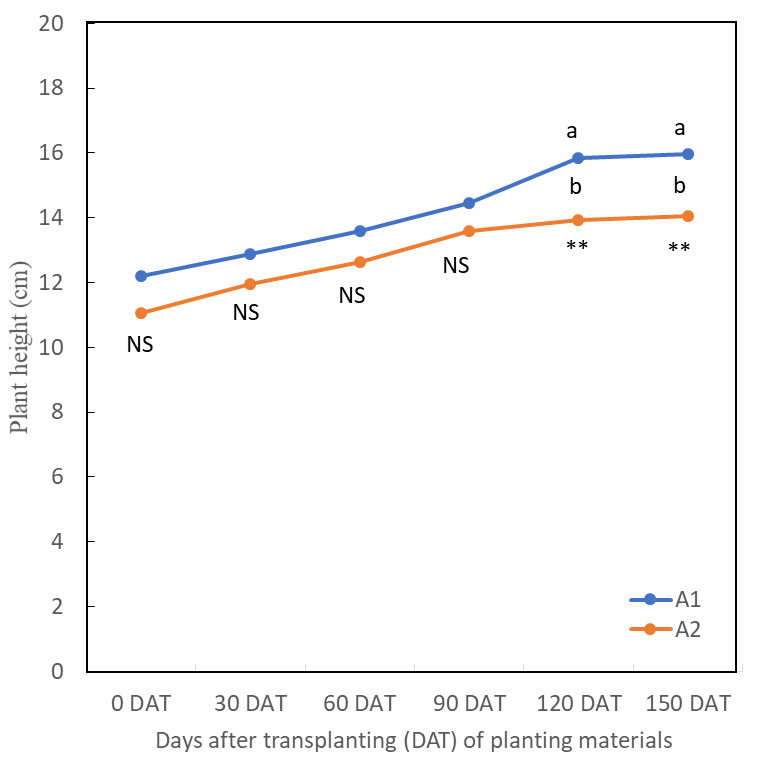 20
18
16
14
12
10
8
6
4
2
0
Plant height (cm)
a
a
b
b
**
**
NS
NS
NS
NS
A1
A2
0 DAT 30 DAT 60 DAT 90 DAT 120 DAT 150 DAT
Days after transplanting (DAT) of planting materials